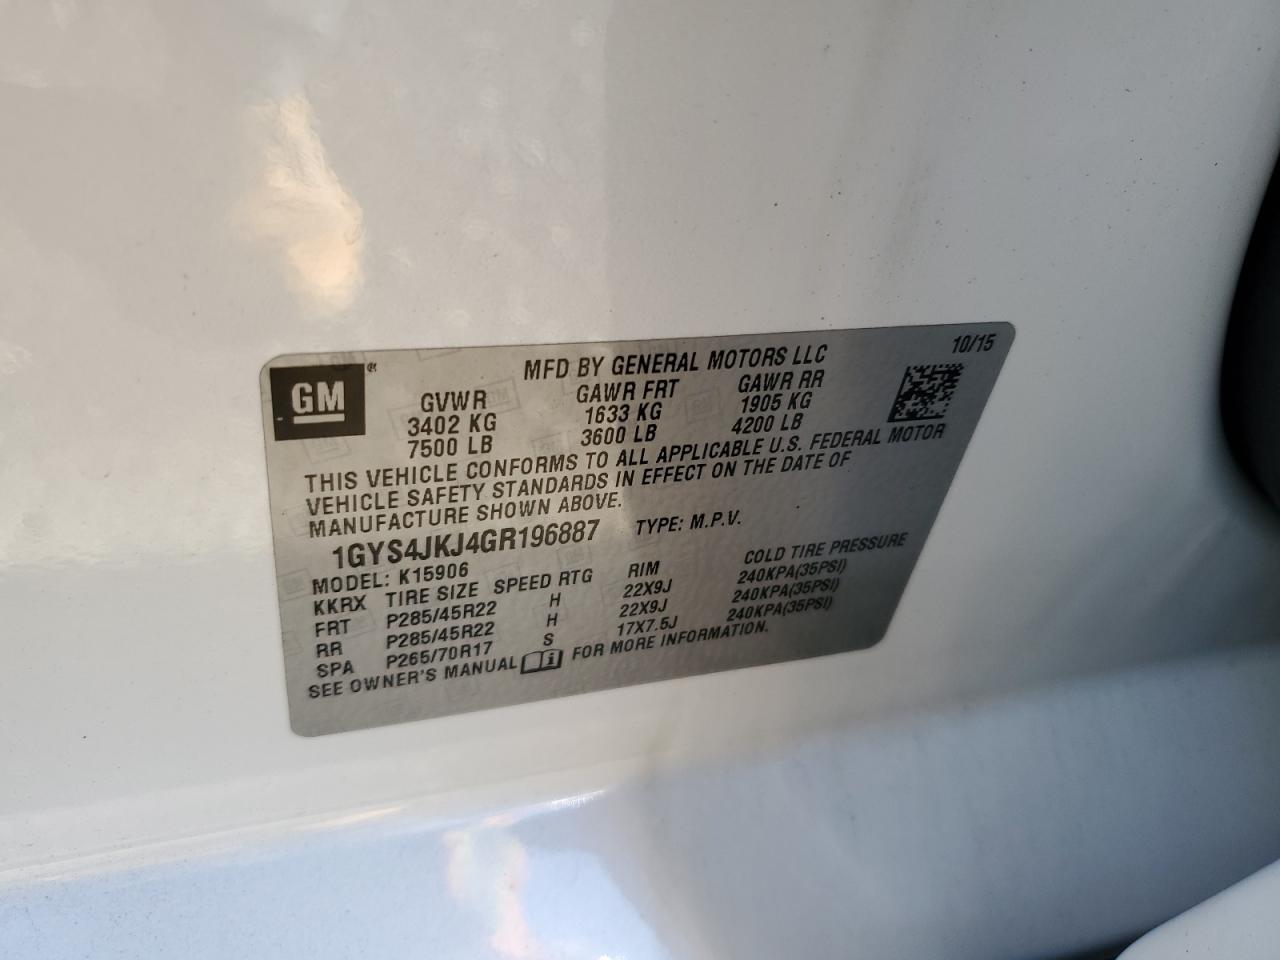 GM
MFD BY GENERAL MOTORS LLC 10/15
GVWR GAWR FRT GAWR RR
3402 KG 1633 KG 1905 KG
7500 LB 3600 LB 4200 LB
THIS VEHICLE CONFORMS TO ALL APPLICABLE U.S. FEDERAL MOTOR
VEHICLE SAFETY STANDARDS IN EFFECT ON THE DATE OF
MANUFACTURE SHOWN ABOVE.
1GYS4JKJ4GR196887 TYPE: M.P.V.
MODEL: K15906
KKRX TIRE SIZE SPEED RTG RIM COLD TIRE PRESSURE
FRT P285/45R22 H 22X9J 240KPA(35PSI)
RR P285/45R22 H 22X9J 240KPA(35PSI)
SPA P265/70R17 S 17X7.5J 240KPA(35PSI)
SEE OWNER'S MANUAL FOR MORE INFORMATION.